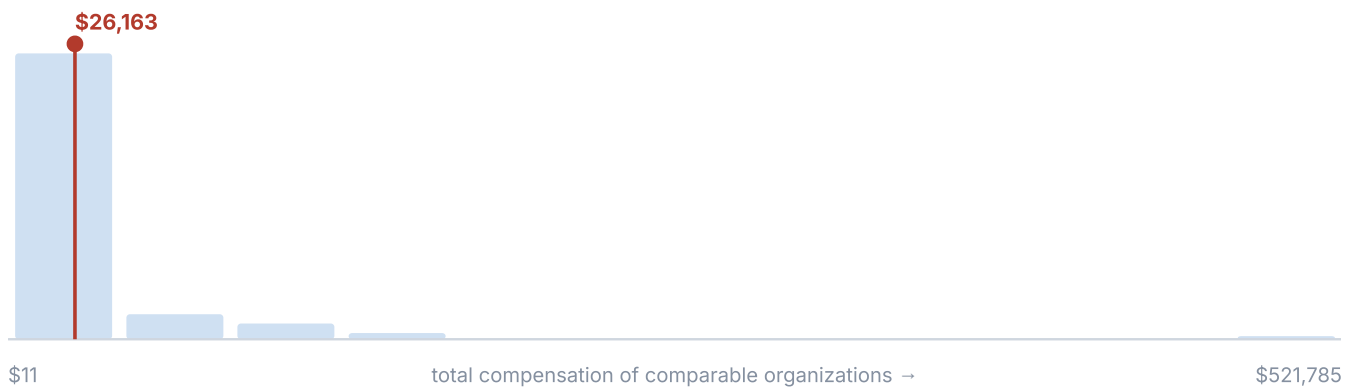 $26,163
$11
total compensation of comparable organizations →
$521,785